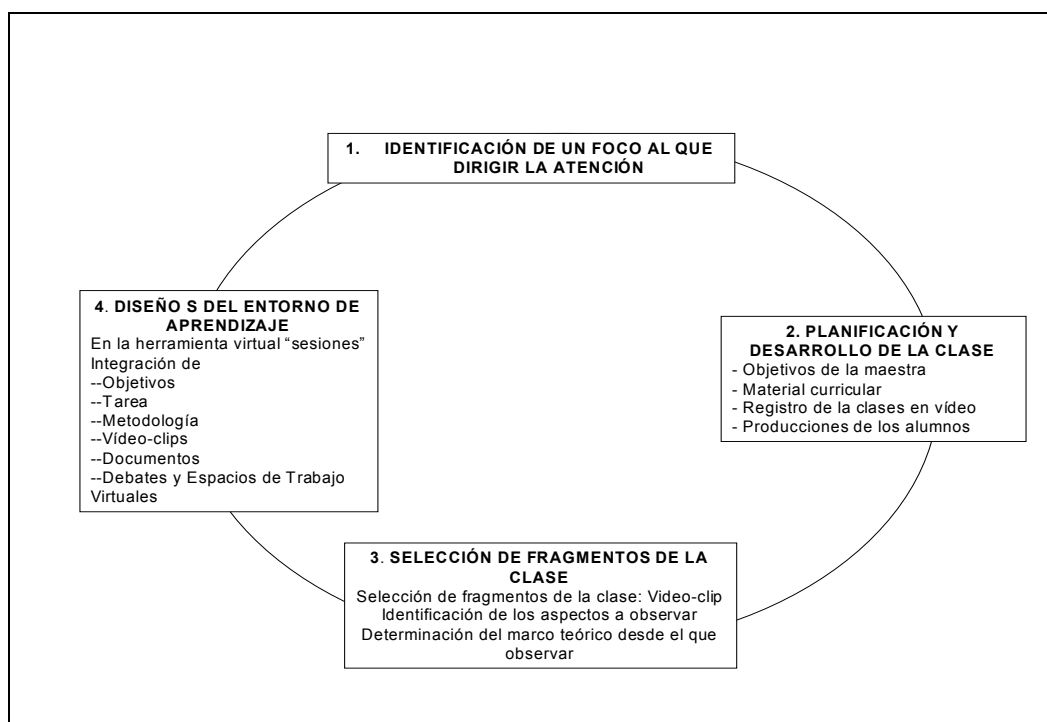 1. IDENTIFICACIÓN DE UN FOCO AL QUE
DIRIGIR LA ATENCIÓN
2. PLANIFICACIÓN Y
DESARROLLO DE LA CLASE
- Objetivos de la maestra
- Material curricular
- Registro de la clases en vídeo
- Producciones de los alumnos
3. SELECCIÓN DE FRAGMENTOS DE LA
CLASE
Selección de fragmentos de la clase: Video-clip
Identificación de los aspectos a observar
Determinación del marco teórico desde el que
observar
4. DISEÑO S DEL ENTORNO DE
APRENDIZAJE
En la herramienta virtual “sesiones”
Integración de
--Objetivos
--Tarea
--Metodología
--Vídeo-clips
--Documentos
--Debates y Espacios de Trabajo
Virtuales